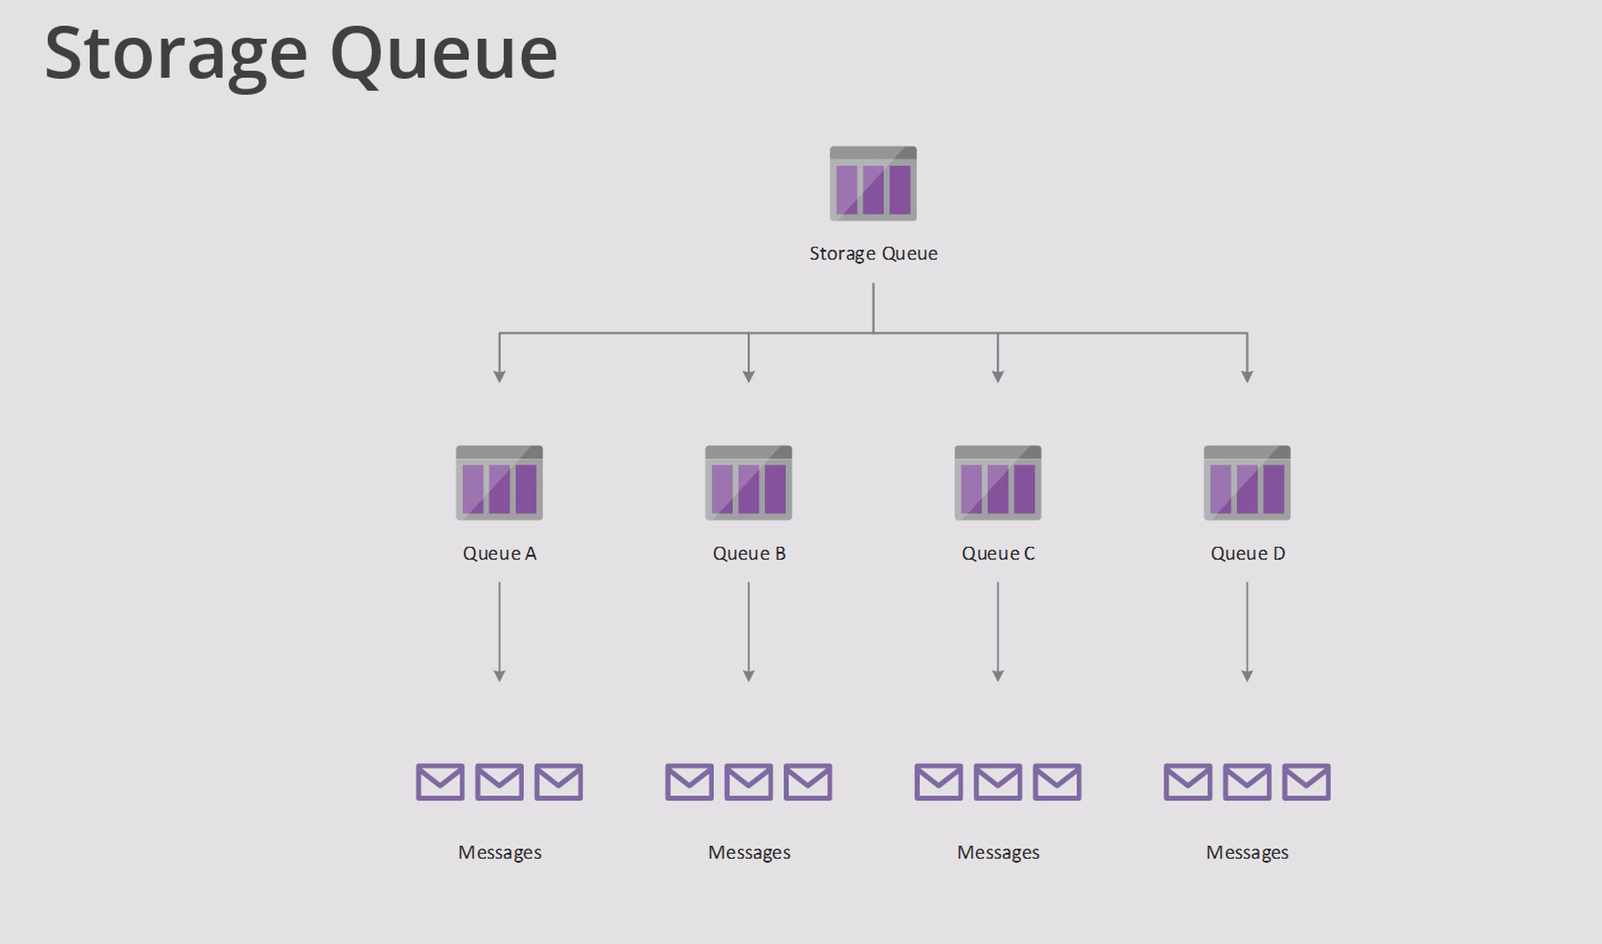 Storage Queue
Storage Queue
Queue A
Queue B
Queue C
Queue D
Messages
Messages
Messages
Messages